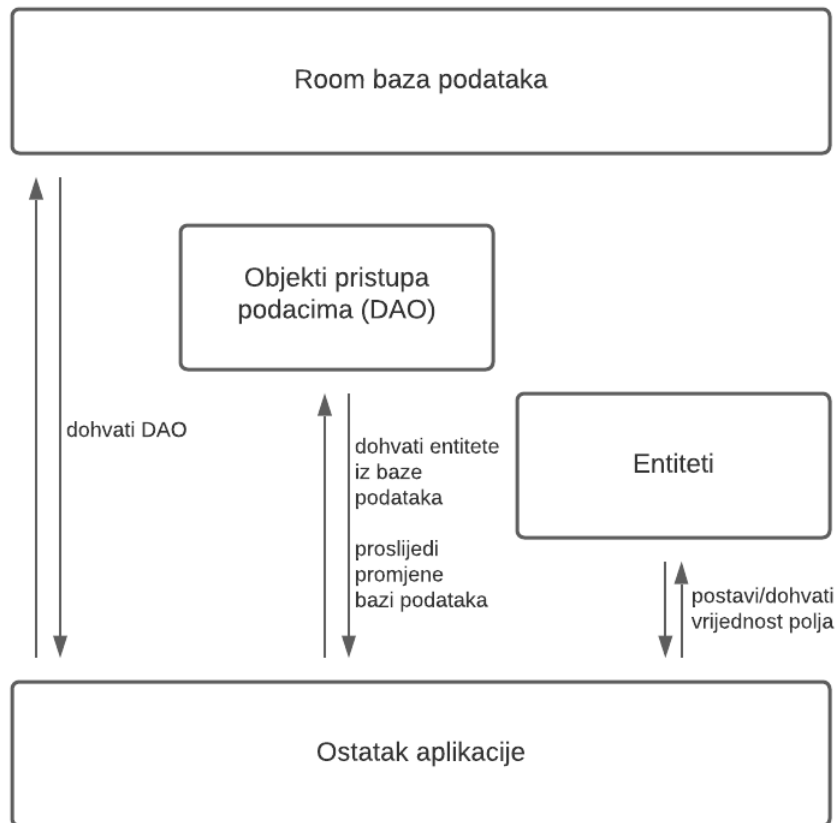 Room baza podataka
Objekti pristupa
podacima (DAO)
dohvati DAO
dohvati entitete
iz baze
podataka
proslijedi
promjene
bazi podataka
Entiteti
postavi/dohvati
vrijednost polja
Ostatak aplikacije